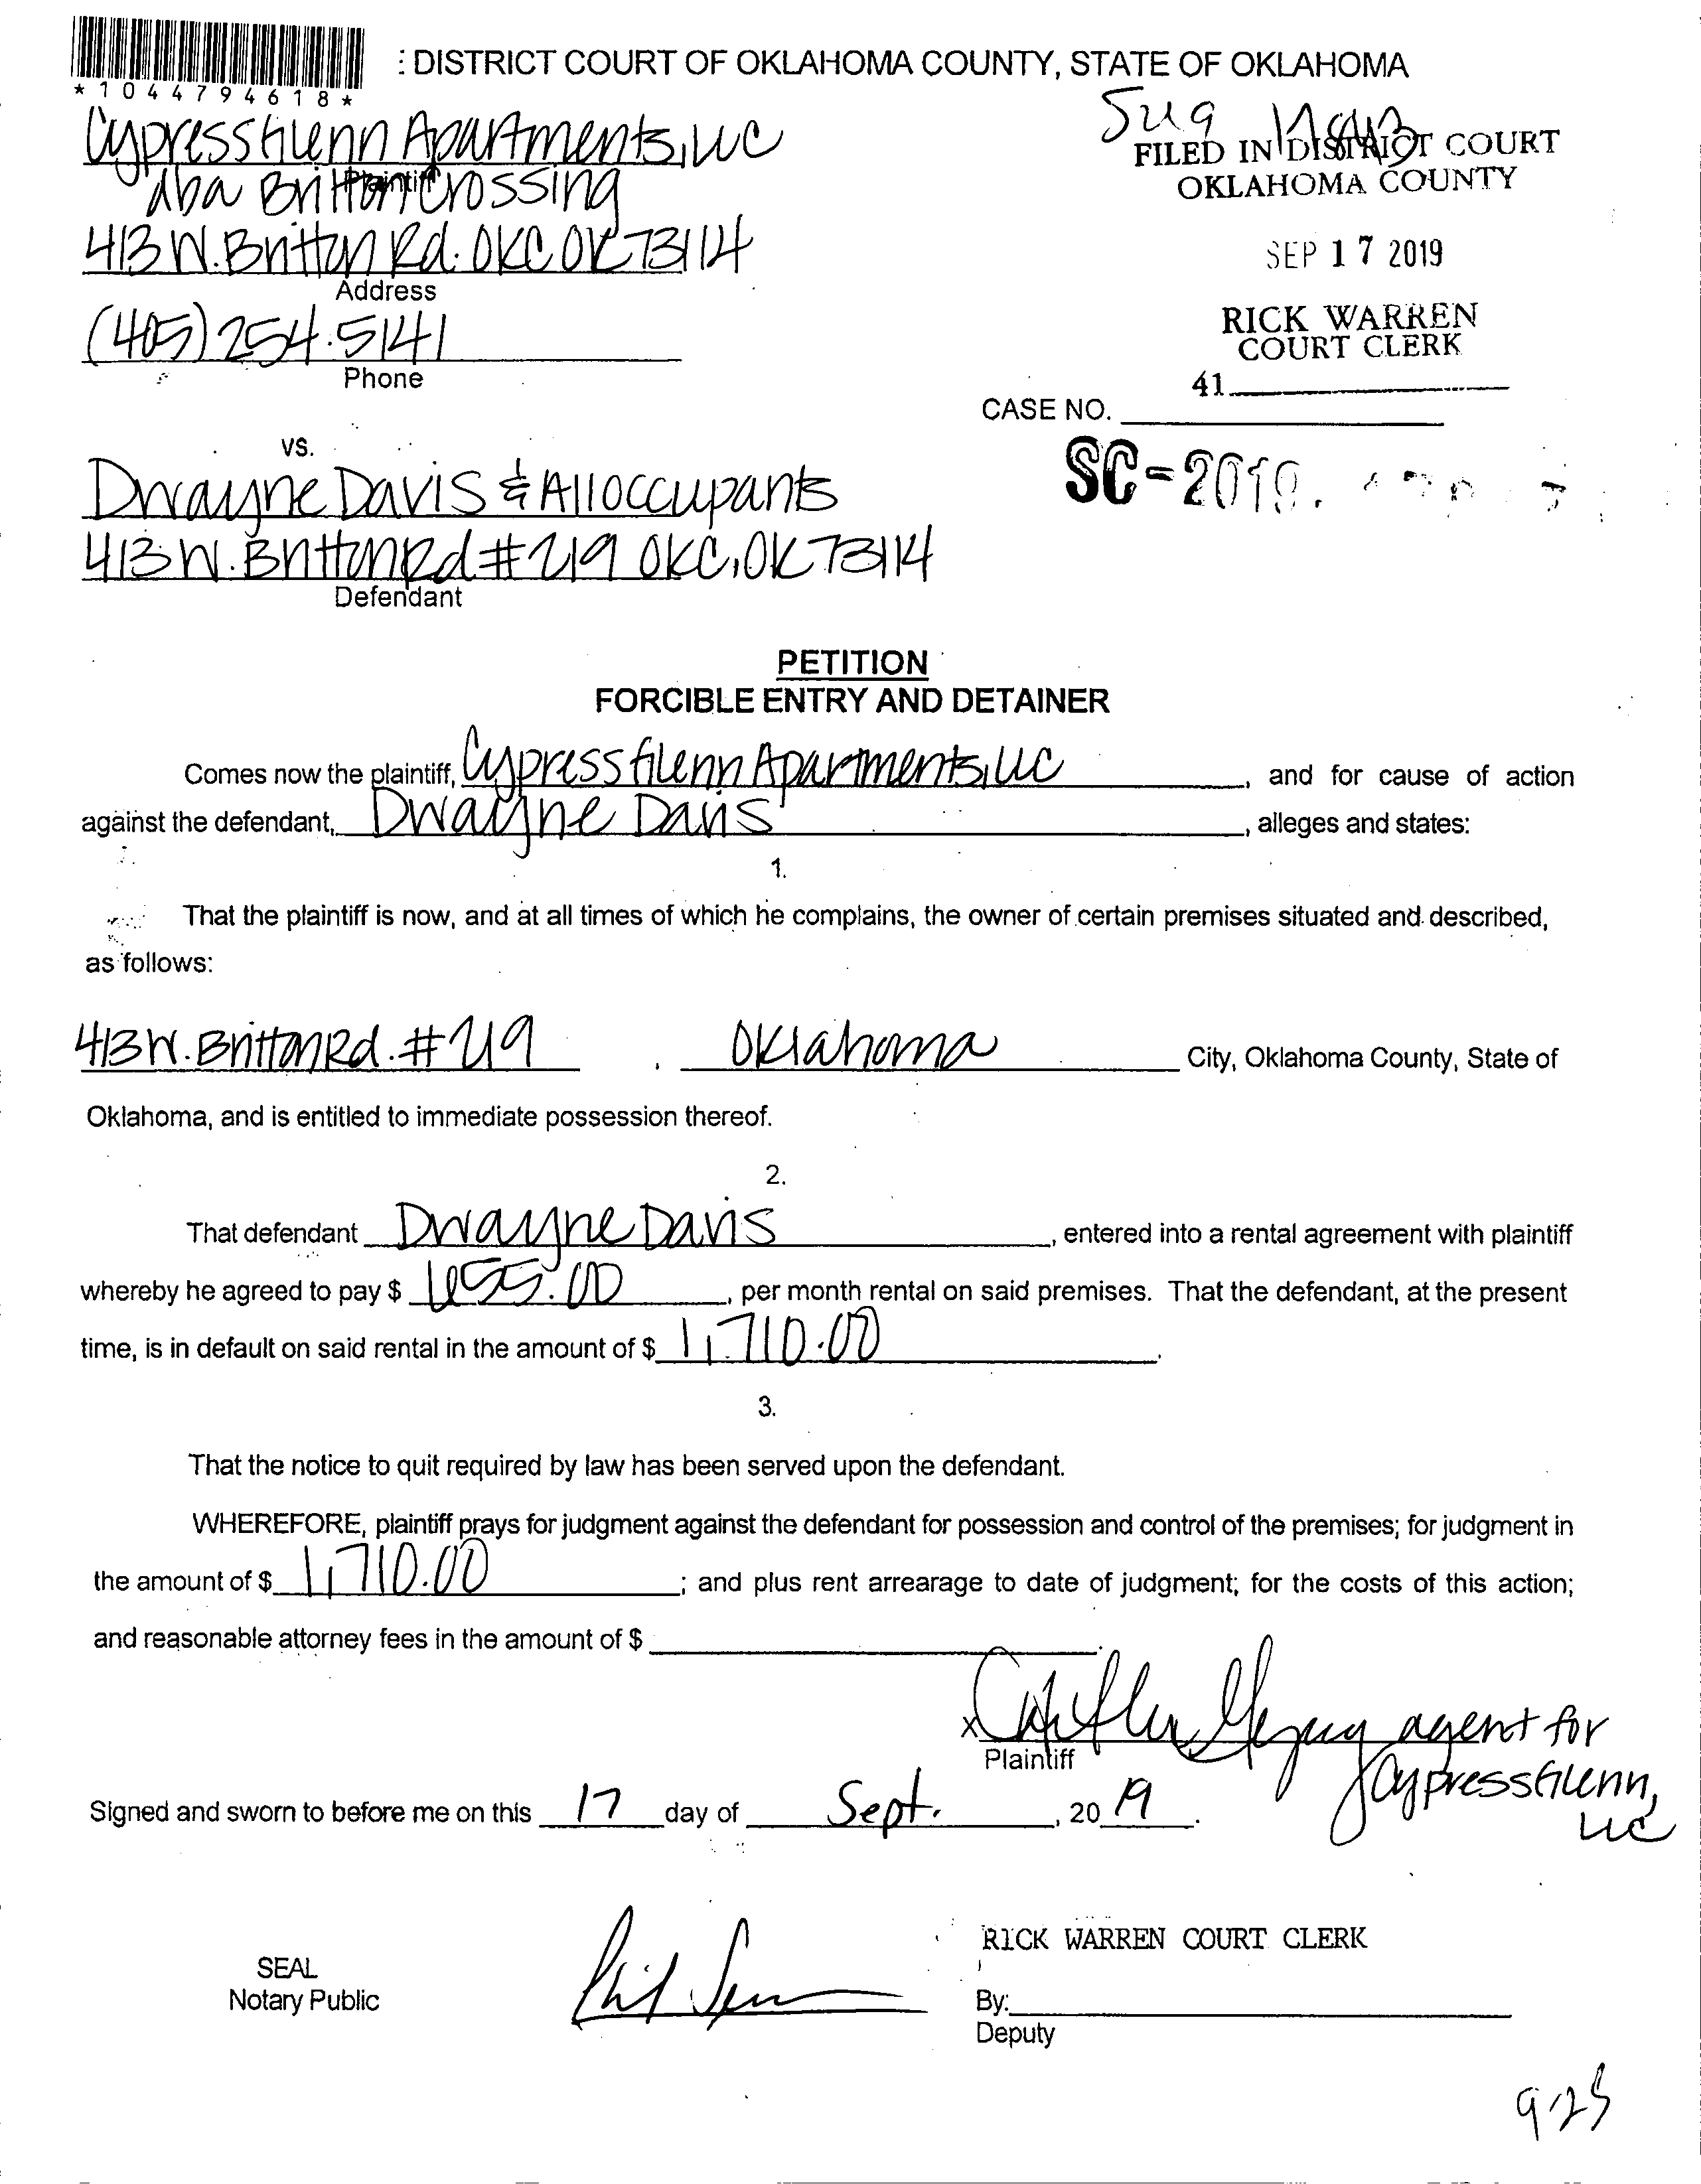 *1044794618*
: DISTRICT COURT OF OKLAHOMA COUNTY, STATE OF OKLAHOMA
Cypress Glenn Apartments, LLC
Plaintiff
dba Britton Crossing
413 W. Britton Rd. OKC OK 73114
Address
(405) 254.5141
Phone
FILED IN DISTRICT COURT
OKLAHOMA COUNTY
SEP 17 2019
RICK WARREN
COURT CLERK
41
CASE NO.
SC-2019
VS.
Dwayne Davis & All occupants
413 W. Britton Rd #219 OKC, OK 73114
Defendant
PETITION
FORCIBLE ENTRY AND DETAINER
Comes now the plaintiff, Cypress Glenn Apartments, LLC, and for cause of action
against the defendant, Dwayne Davis, alleges and states:
1.
That the plaintiff is now, and at all times of which he complains, the owner of certain premises situated and described,
as follows:
413 W. Britton Rd. #219, Oklahoma City, Oklahoma County, State of
Oklahoma, and is entitled to immediate possession thereof.
2.
That defendant Dwayne Davis, entered into a rental agreement with plaintiff
whereby he agreed to pay $ 655.00, per month rental on said premises. That the defendant, at the present
time, is in default on said rental in the amount of $ 1,710.00.
3.
That the notice to quit required by law has been served upon the defendant.
WHEREFORE, plaintiff prays for judgment against the defendant for possession and control of the premises; for judgment in
the amount of $ 1,710.00; and plus rent arrearage to date of judgment; for the costs of this action;
and reasonable attorney fees in the amount of $
X agent for
Plaintiff
Cypress Glenn,
LLC
Signed and sworn to before me on this 17 day of Sept., 20 19.
RICK WARREN COURT CLERK
SEAL
Notary Public
By:
Deputy